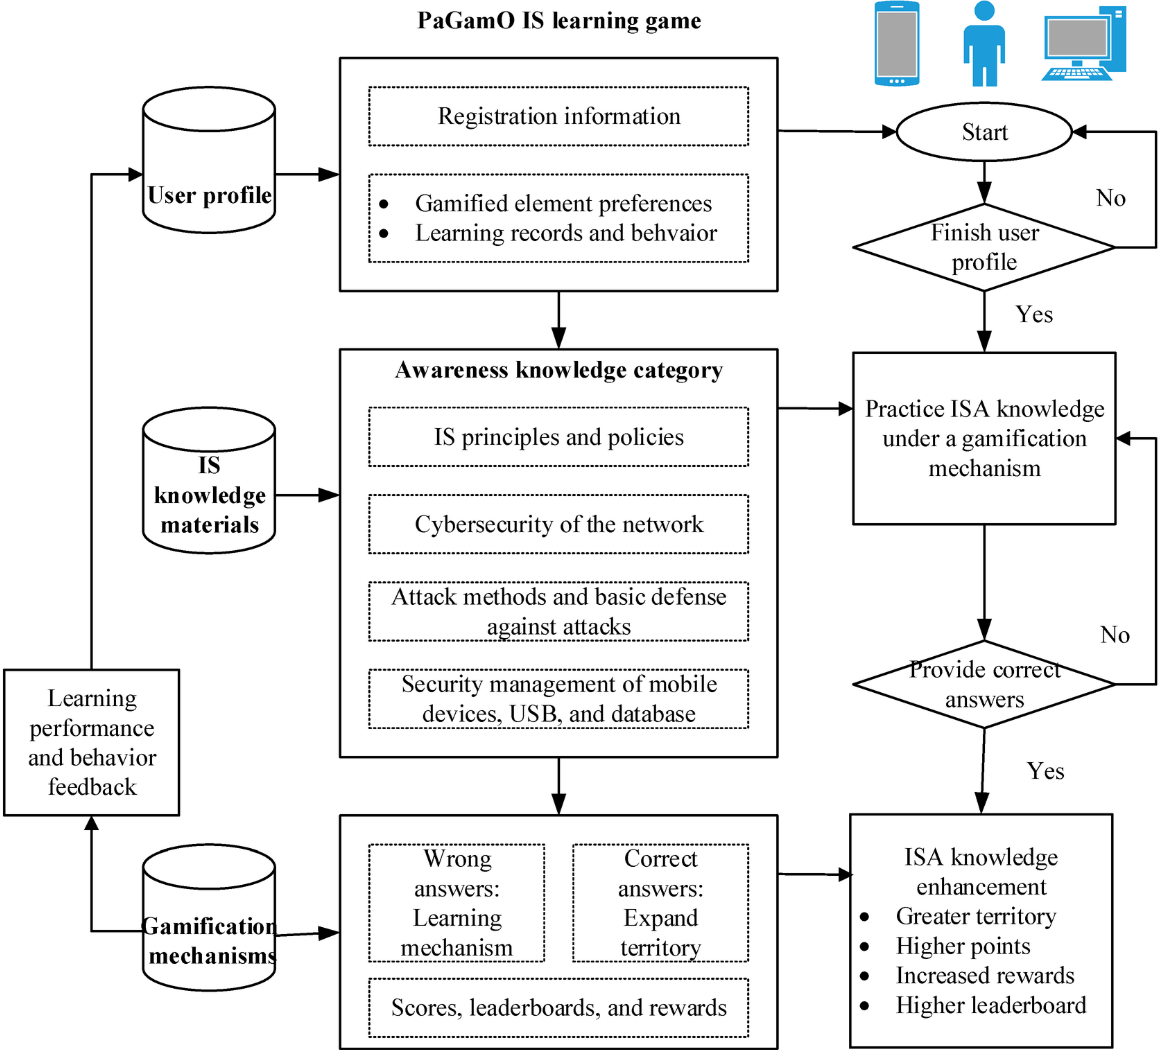 PaGamO IS learning game
Registration information
User profile
• Gamified element preferences
• Learning records and behvaior
Start
No
Finish user
profile
Yes
Awareness knowledge category
IS principles and policies
Cybersecurity of the network
Attack methods and basic defense
against attacks
Security management of mobile
devices, USB, and database
IS
knowledge
materials
Practice ISA knowledge
under a gamification
mechanism
No
Provide correct
answers
Yes
Learning
performance
and behavior
feedback
Gamification
mechanisms
Wrong
answers:
Learning
mechanism
Correct
answers:
Expand
territory
Scores, leaderboards, and rewards
ISA knowledge
enhancement
• Greater territory
• Higher points
• Increased rewards
• Higher leaderboard